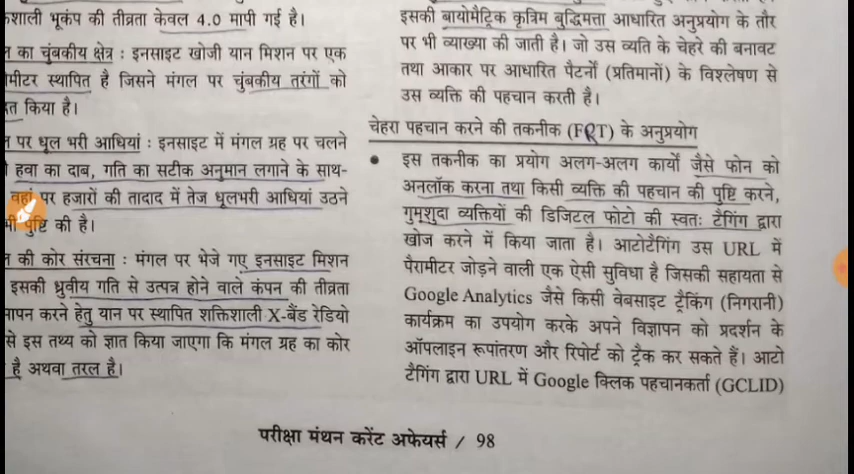 शाली भूकंप की तीव्रता केवल 4.0 मापी गई है।
का चुंबकीय क्षेत्र : इनसाइट खोजी यान मिशन पर एक
मीटर स्थापित है जिसने मंगल पर चुंबकीय तरंगों को
किया है।
पर धूल भरी आधियां : इनसाइट में मंगल ग्रह पर चलने
हवा का दाब, गति का सटीक अनुमान लगाने के साथ-
वहां पर हजारों की तादाद में तेज धूलभरी आधियां उठने
पुष्टि की है।
की कोर संरचना : मंगल पर भेजे गए इनसाइट मिशन
इसकी ध्रुवीय गति से उत्पन्न होने वाले कंपन की तीव्रता
मापन करने हेतु यान पर स्थापित शक्तिशाली X-बैंड रेडियो
से इस तथ्य को ज्ञात किया जाएगा कि मंगल ग्रह का कोर
है अथवा तरल है।
इसकी बायोमैट्रिक कृत्रिम बुद्धिमत्ता आधारित अनुप्रयोग के तौर
पर भी व्याख्या की जाती है। जो उस व्यति के चेहरे की बनावट
तथा आकार पर आधारित पैटर्नों (प्रतिमानों) के विश्लेषण से
उस व्यक्ति की पहचान करती है।
चेहरा पहचान करने की तकनीक (FRT) के अनुप्रयोग
• इस तकनीक का प्रयोग अलग-अलग कार्यों जैसे फोन को
अनलॉक करना तथा किसी व्यक्ति की पहचान की पुष्टि करने,
गुमशुदा व्यक्तियों की डिजिटल फोटो की स्वतः टैगिंग द्वारा
खोज करने में किया जाता है। आटोटैगिंग उस URL में
पैरामीटर जोड़ने वाली एक ऐसी सुविधा है जिसकी सहायता से
Google Analytics जैसे किसी वेबसाइट ट्रैकिंग (निगरानी)
कार्यक्रम का उपयोग करके अपने विज्ञापन को प्रदर्शन के
ऑपलाइन रूपांतरण और रिपोर्ट को ट्रैक कर सकते हैं। आटो
टैगिंग द्वारा URL में Google क्लिक पहचानकर्ता (GCLID)
परीक्षा मंथन करेंट अफेयर्स / 98